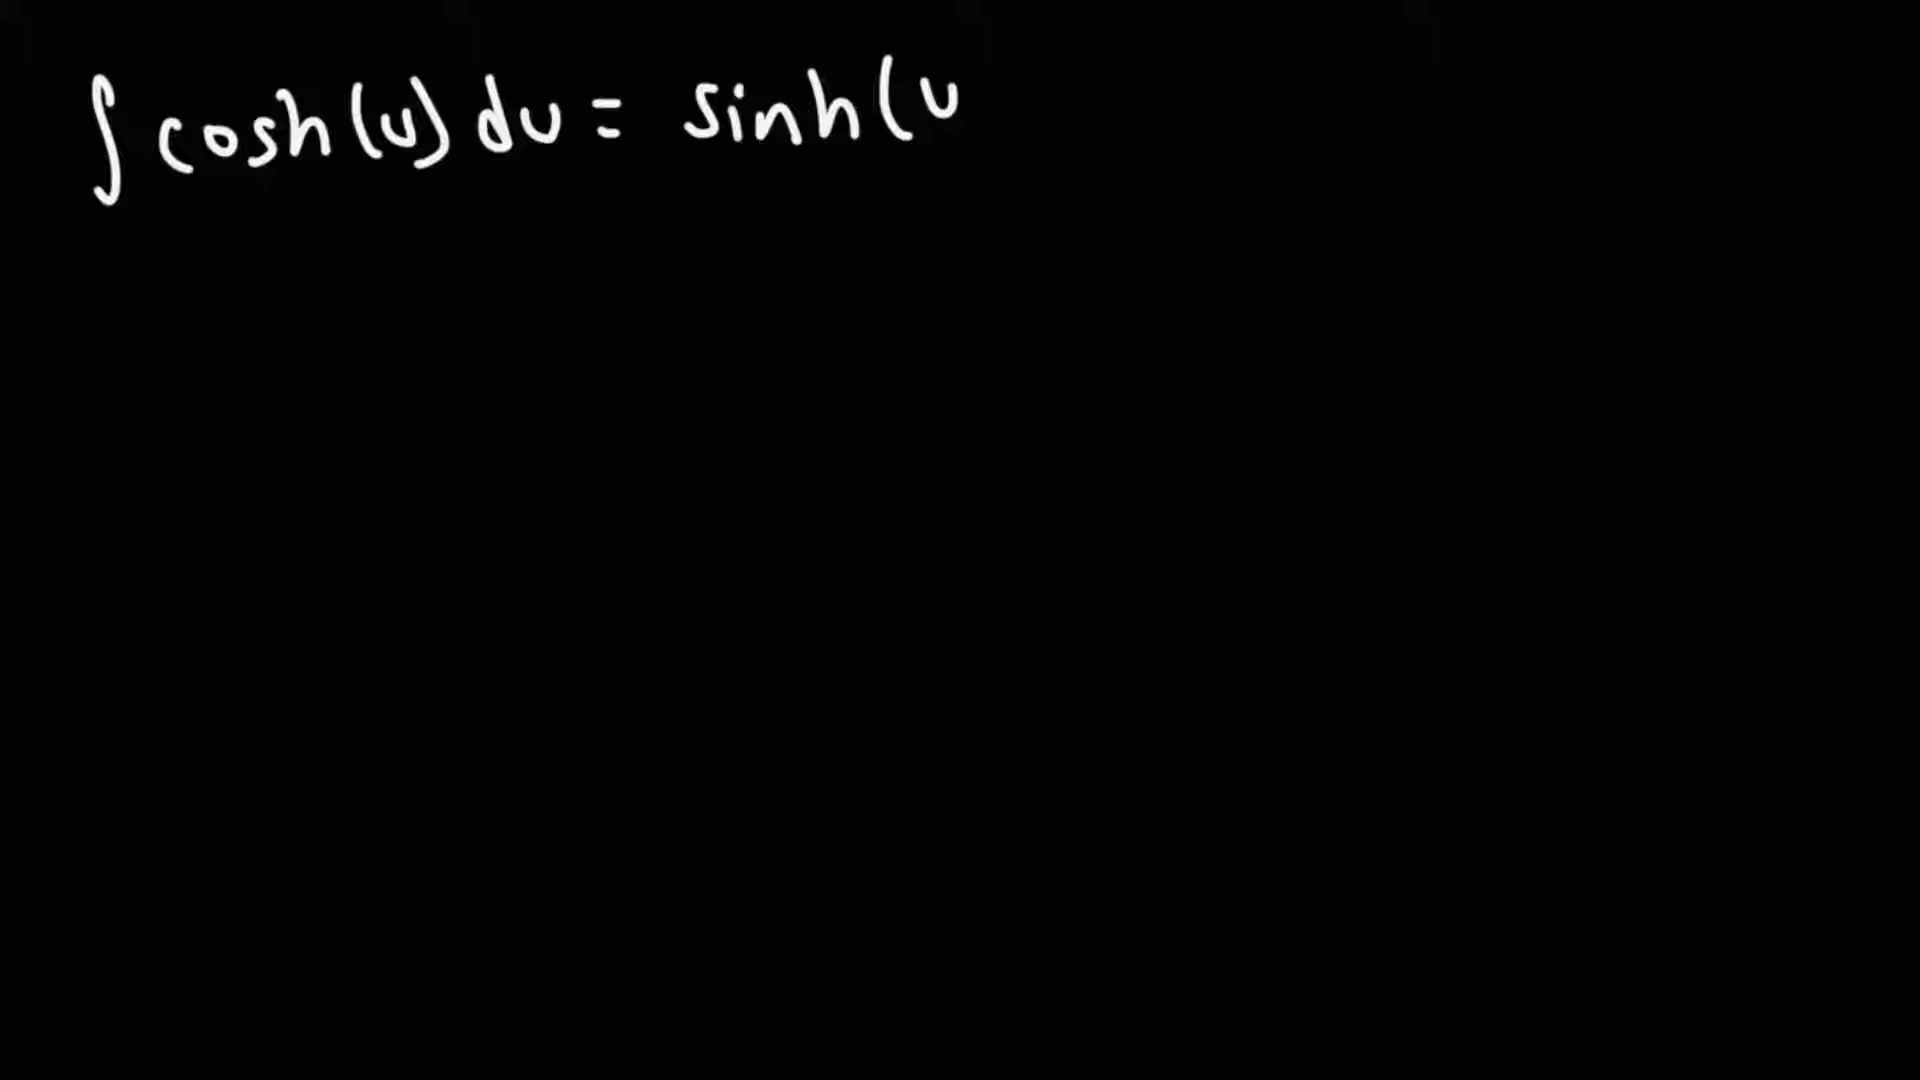 ∫ cosh(u) du = sinh(u